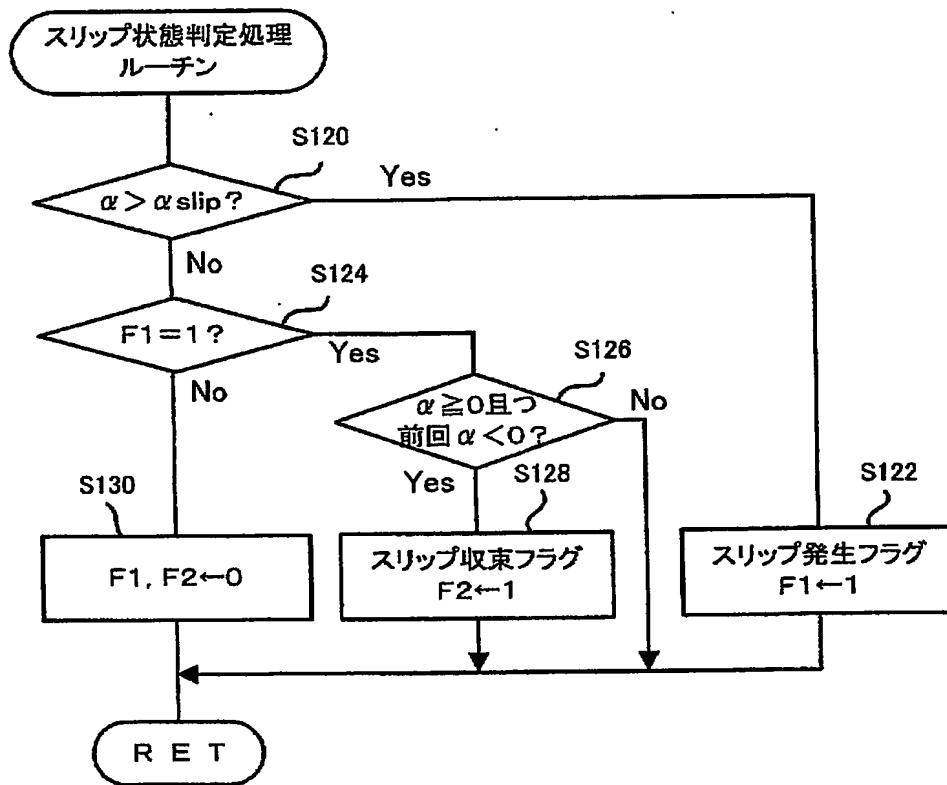 スリップ状態判定処理
ルーチン
S120
α＞αslip？
Yes
No
S124
F1＝1？
Yes
No
S126
α≧0且つ
前回α＜0？
No
Yes
S130
F1，F2←0
S128
スリップ収束フラグ
F2←1
S122
スリップ発生フラグ
F1←1
RET